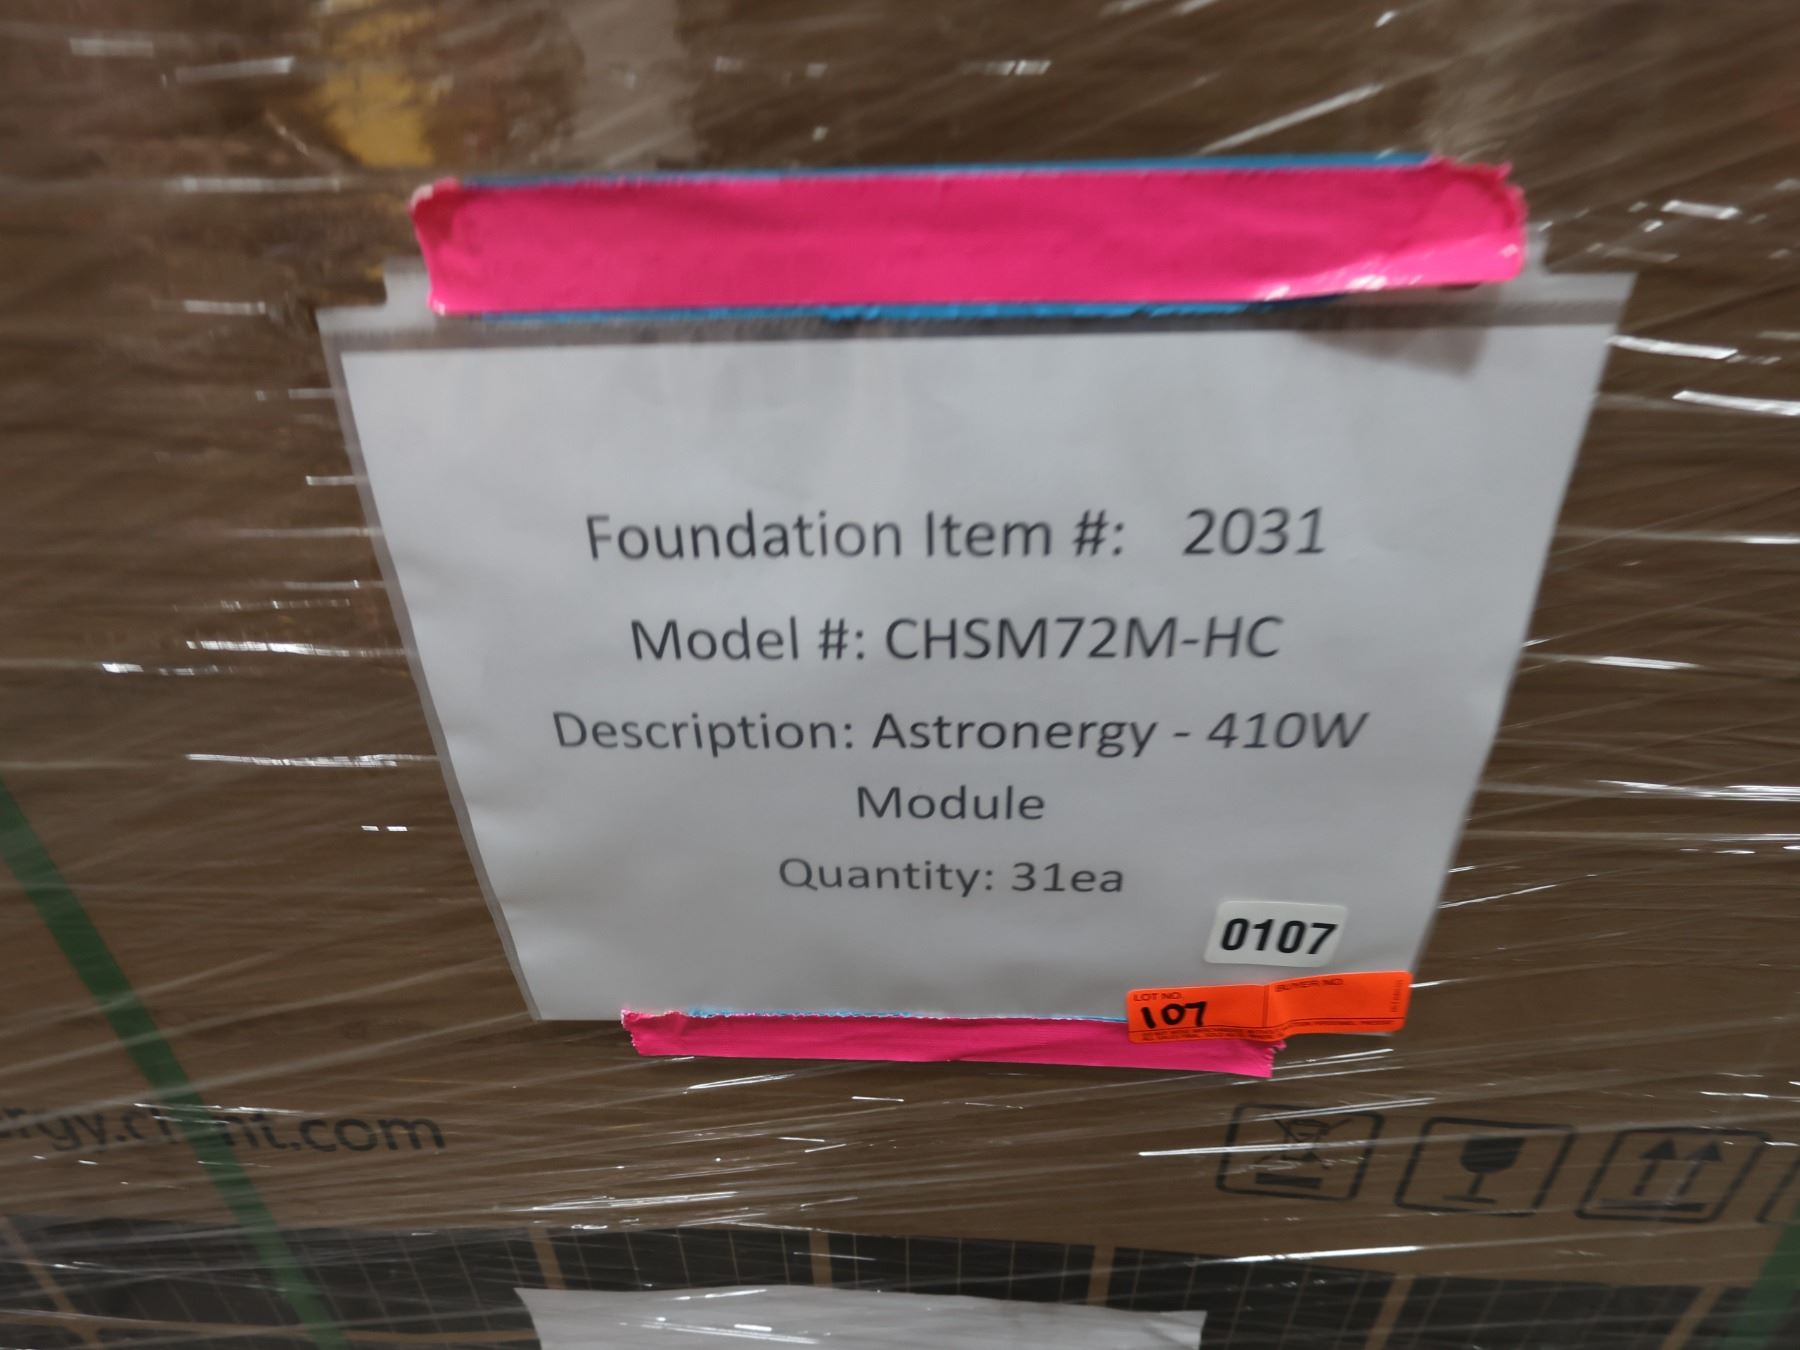 Foundation Item #: 2031
Model #: CHSM72M-HC
Description: Astronergy - 410W
Module
Quantity: 31ea
0107
LOT NO.
BUYER NO.
107